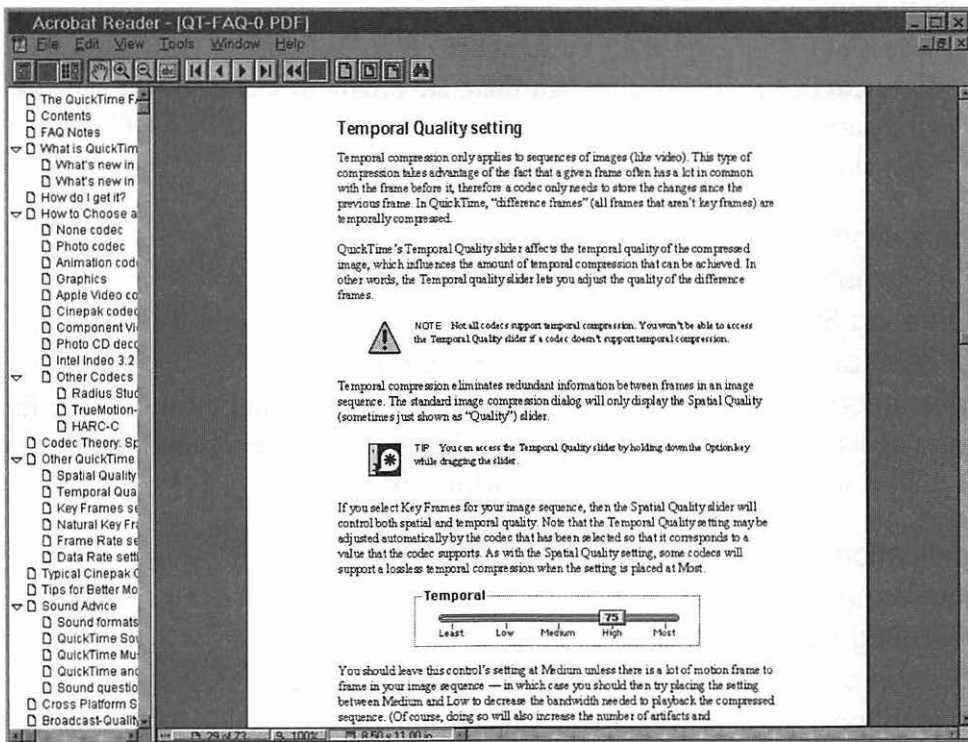 Acrobat Reader - [QT-FAQ-0 PDF]
File Edit View Tools Window Help
The QuickTime FA
Contents
FAQ Notes
What is QuickTim
What's new in
What's new in
How do I get it?
How to Choose a
None codec
Photo codec
Animation code
Graphics
Apple Video co
Cinepak codec
Component Vi
Photo CD deco
Intel Indeo 3.2
Other Codecs
Radius Stud
TrueMotion-
HARC-C
Codec Theory: Sp
Other QuickTime
Spatial Quality
Temporal Qua
Key Frames se
Natural Key Fra
Frame Rate se
Data Rate setti
Typical Cinepak C
Tips for Better Mo
Sound Advice
Sound formats
QuickTime Sou
QuickTime Mus
QuickTime and
Sound questio
Cross Platform S
Broadcast-Qualit
Temporal Quality setting
Temporal compression only applies to sequences of images (like video). This type of
compression takes advantage of the fact that a given frame often has a lot in common
with the frame before it, therefore a codec only needs to store the changes since the
previous frame. In QuickTime, “difference frames” (all frames that aren't key frames) are
temporally compressed.
QuickTime's Temporal Quality slider affects the temporal quality of the compressed
image, which influences the amount of temporal compression that can be achieved. In
other words, the Temporal quality slider lets you adjust the quality of the difference
frames.
NOTE Not all codecs support temporal compression. You won't be able to access
the Temporal Quality slider if a codec doesn't support temporal compression.
Temporal compression eliminates redundant information between frames in an image
sequence. The standard image compression dialog will only display the Spatial Quality
(sometimes just shown as “Quality”) slider.
TIP You can access the Temporal Quality slider by holding down the Option key
while dragging the slider.
If you select Key Frames for your image sequence, then the Spatial Quality slider will
control both spatial and temporal quality. Note that the Temporal Quality setting may be
adjusted automatically by the codec that has been selected so that it corresponds to a
value that the codec supports. As with the Spatial Quality setting, some codecs will
support a lossless temporal compression when the setting is placed at Most.
Temporal
75
Least Low Medium High Most
You should leave this control's setting at Medium unless there is a lot of motion frame to
frame in your image sequence — in which case you should then try placing the setting
between Medium and Low to decrease the bandwidth needed to playback the compressed
sequence. (Of course, doing so will also increase the number of artifacts and
29 of 73 100% 8.50 x 11.00 in